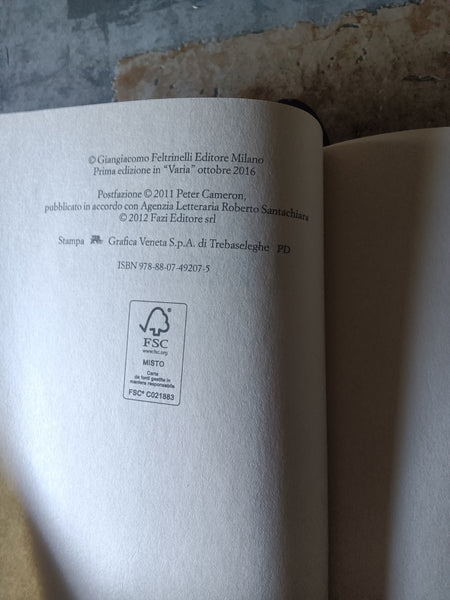 © Giangiacomo Feltrinelli Editore Milano
Prima edizione in “Varia” ottobre 2016
Postfazione © 2011 Peter Cameron,
pubblicato in accordo con Agenzia Letteraria Roberto Santachiara
© 2012 Fazi Editore srl
Stampa Grafica Veneta S.p.A. di Trebaseleghe PD
ISBN 978-88-07-49207-5
FSC
www.fsc.org
MISTO
Carta
da fonti gestite in
maniera responsabile
FSC® C021883